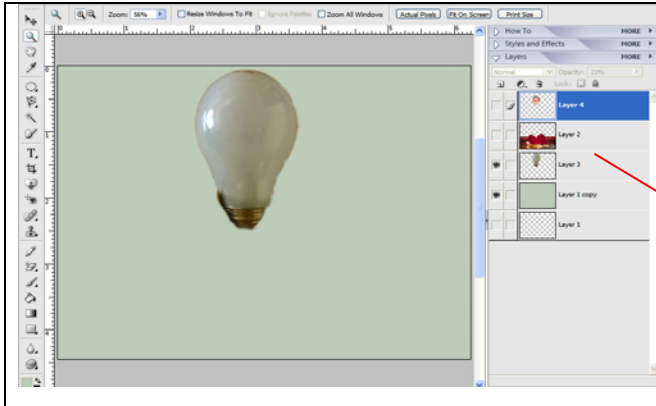 Zoom: 50% Resize Windows To Fit Ignore Palettes Zoom All Windows Actual Pixels Fit On Screen Print Size
How To MORE
Styles and Effects MORE
Layers MORE
Normal Opacity: 20%
Lock:
Layer 4
Layer 2
Layer 3
Layer 1 copy
Layer 1